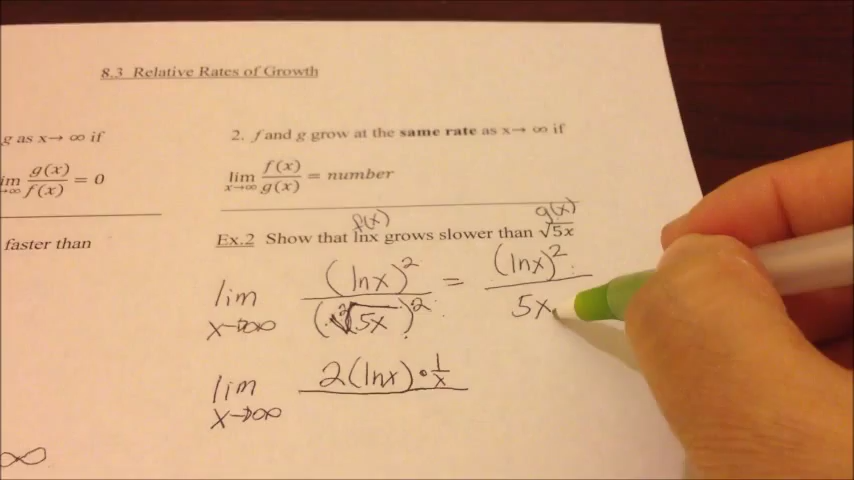 8.3 Relative Rates of Growth
g as x→ ∞ if
im g(x)/f(x) = 0
→∞
faster than
∞
2. f and g grow at the same rate as x→ ∞ if
lim x→∞ f(x)/g(x) = number
f(x) g(x)
Ex.2 Show that lnx grows slower than √5x
lim x→∞ (lnx)²/(²√5x)² = (lnx)²/5x
lim x→∞ 2(lnx)·1/x